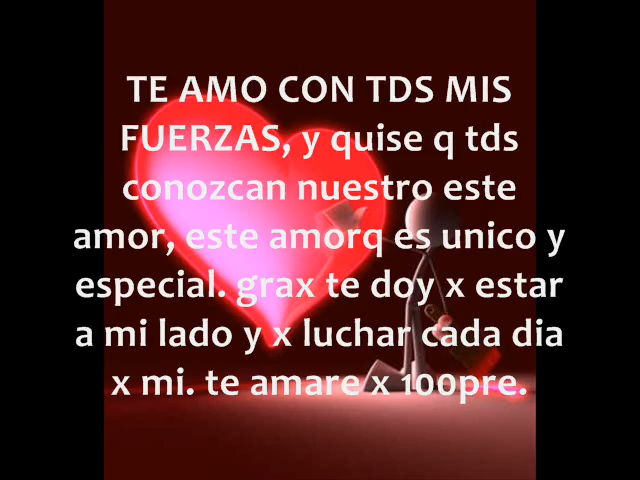 TE AMO CON TDS MIS
FUERZAS, y quise q tds
conozcan nuestro este
amor, este amorq es unico y
especial. grax te doy x estar
a mi lado y x luchar cada dia
x mi. te amare x 100pre.